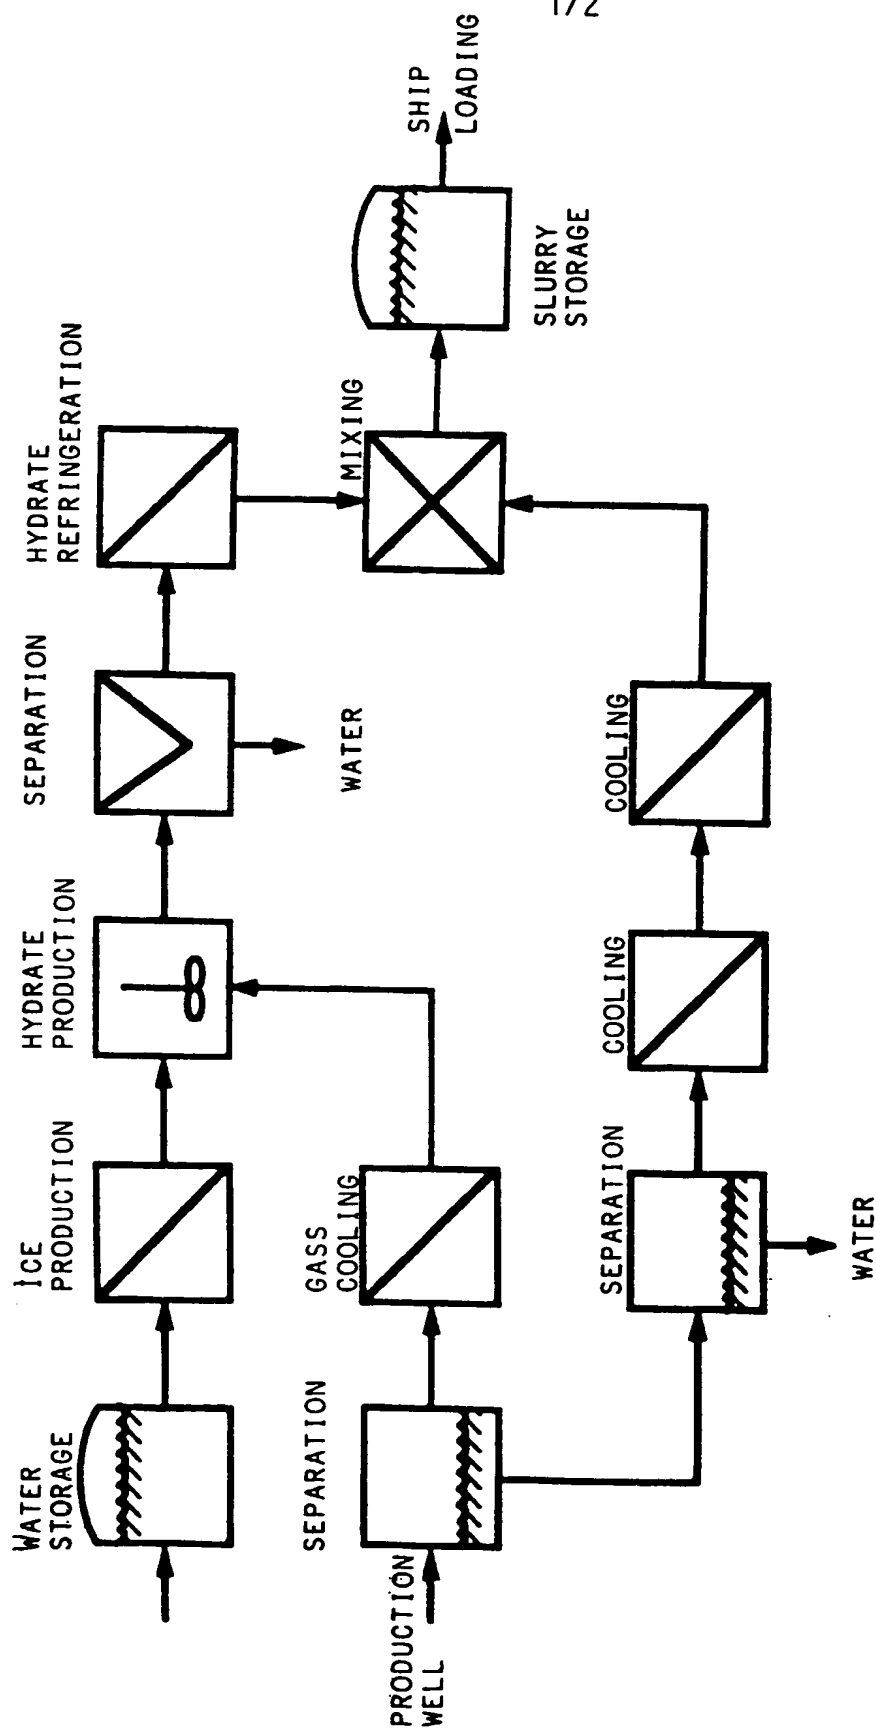 1/2
WATER
STORAGE
ICE
PRODUCTION
HYDRATE
PRODUCTION
SEPARATION
WATER
HYDRATE
REFRINGERATION
PRODUCTION
WELL
SEPARATION
GASS
COOLING
MIXING
SHIP
LOADING
SLURRY
STORAGE
SEPARATION
WATER
COOLING
COOLING